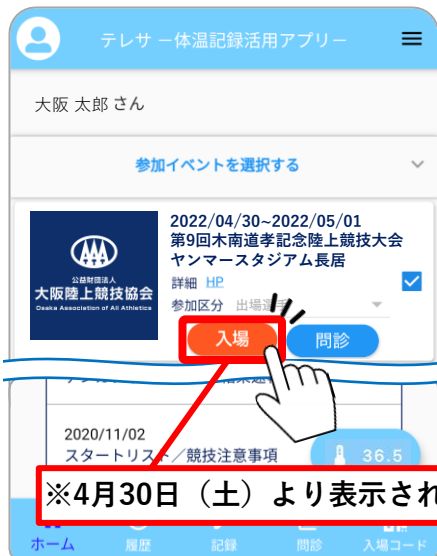 テレサ －体温記録活用アプリ－
大阪 太郎 さん
参加イベントを選択する
2022/04/30~2022/05/01
第9回木南道孝記念陸上競技大会
ヤンマースタジアム長居
公益財団法人
大阪陸上競技協会
Osaka Association of All Athletics
詳細 HP
参加区分 出場選手
入場
問診
2020/11/02
スタートリスト／競技注意事項
36.5
※4月30日（土）より表示され
ホーム
履歴
記録
問診
入場コード